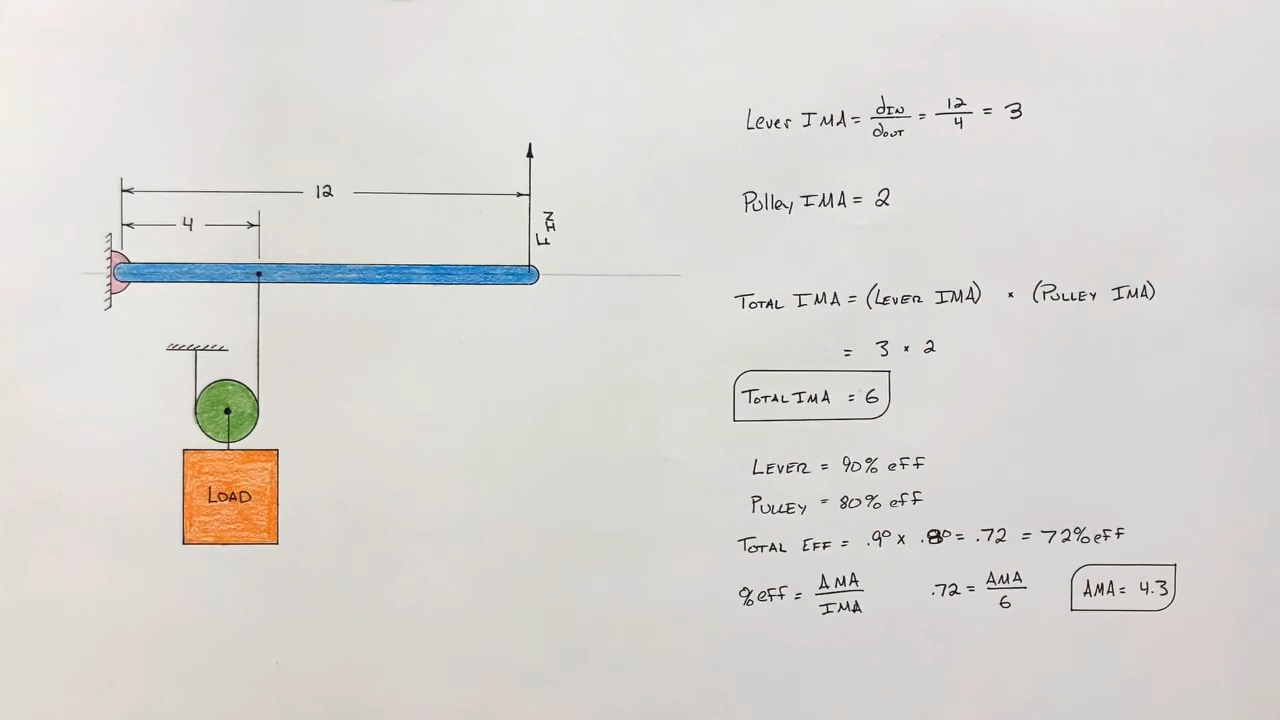 12
4
FIN
LOAD
Lever IMA = dIN/dOUT = 12/4 = 3
Pulley IMA = 2
TOTAL IMA = (LEVER IMA) × (PULLEY IMA)
= 3 × 2
TOTAL IMA = 6
LEVER = 90% eff
PULLEY = 80% eff
TOTAL EFF = .90 × .80 = .72 = 72% eff
% eff = AMA/IMA .72 = AMA/6 AMA = 4.3